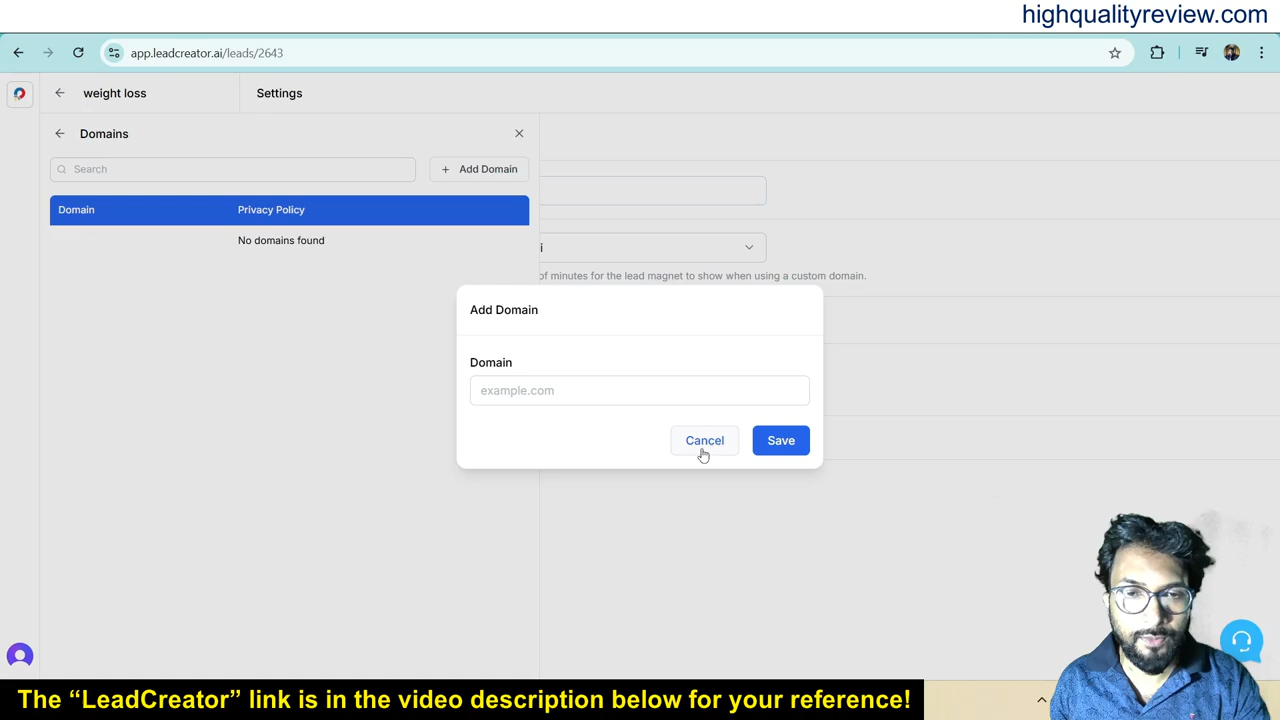 highqualityreview.com
app.leadcreator.ai/leads/2643
weight loss
Settings
Domains
Search
+ Add Domain
Domain
Privacy Policy
No domains found
i
of minutes for the lead magnet to show when using a custom domain.
Add Domain
Domain
example.com
Cancel
Save
The “LeadCreator” link is in the video description below for your reference!